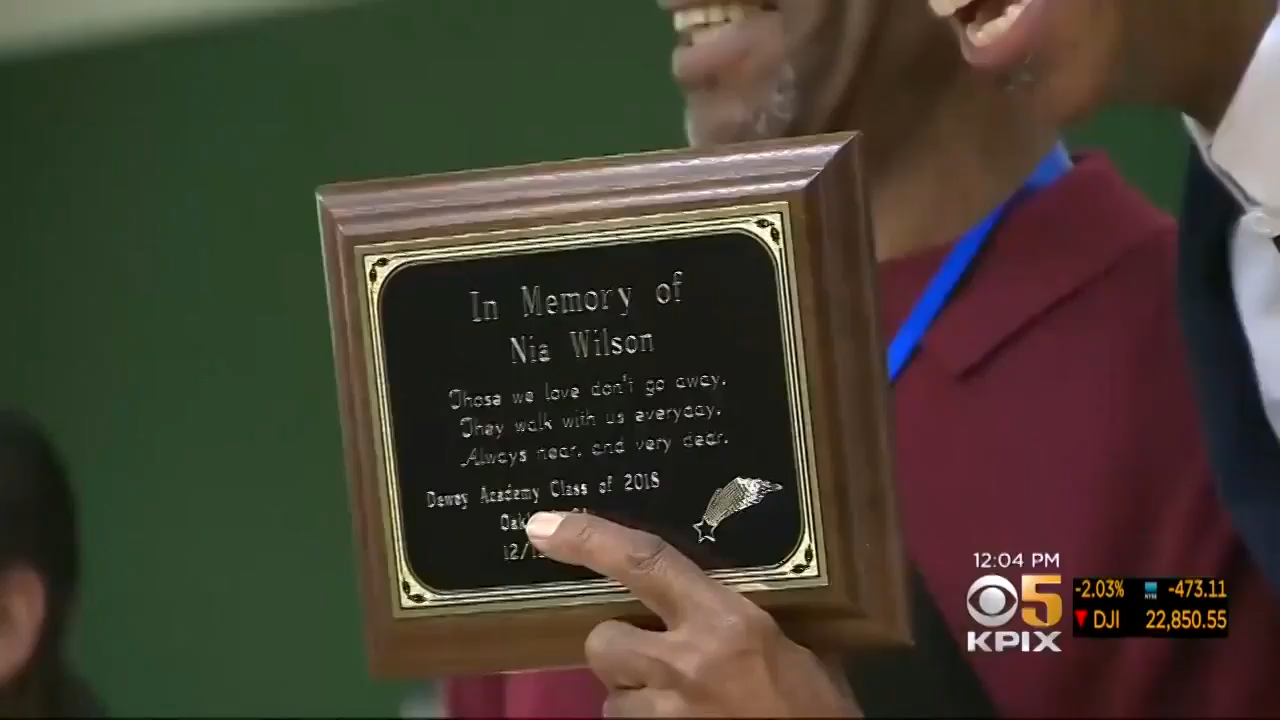 In Memory of
Nia Wilson
Those we love don't go away.
They walk with us everyday.
Always near, and very dear.
Dewey Academy Class of 2018
12:04 PM
5
KPIX
-2.03% NYSE -473.11
DJI 22,850.55